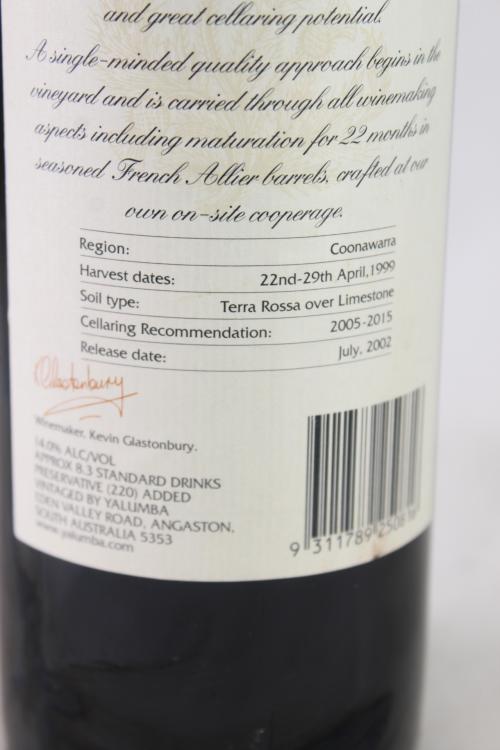 and great cellaring potential.
A single-minded quality approach begins in the
vineyard and is carried through all winemaking
aspects including maturation for 22 months in
seasoned French Allier barrels, crafted at our
own on-site cooperage.
Region: Coonawarra
Harvest dates: 22nd-29th April, 1999
Soil type: Terra Rossa over Limestone
Cellaring Recommendation: 2005-2015
Release date: July, 2002
Glastonbury
Winemaker, Kevin Glastonbury.
14.0% ALC/VOL
APPROX 8.3 STANDARD DRINKS
PRESERVATIVE (220) ADDED
VINTAGED BY YALUMBA
EDEN VALLEY ROAD, ANGASTON,
SOUTH AUSTRALIA 5353
www.yalumba.com
9 311789